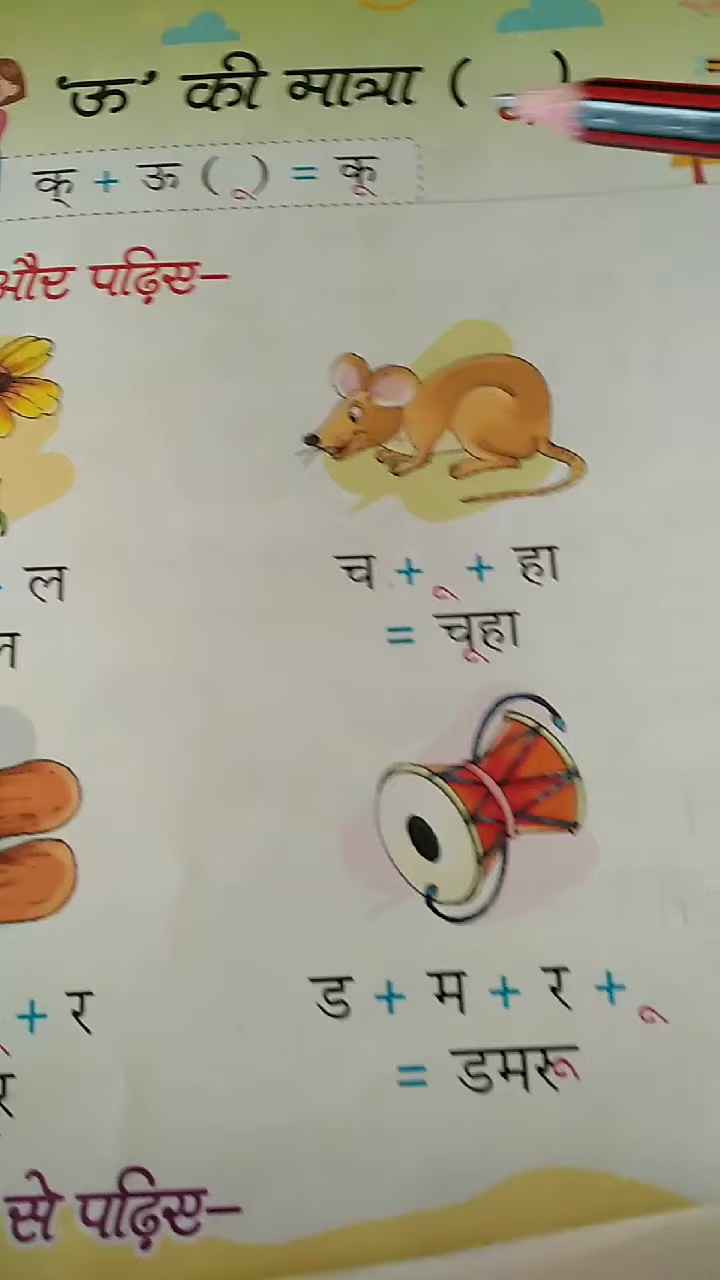 'ऊ' की मात्रा ( ू )
क् + ऊ ( ू ) = कू
और पढ़िए–
ल
च + ू + हा
= चूहा
+ र
ड + म + र + ू
= डमरू
से पढ़िए–